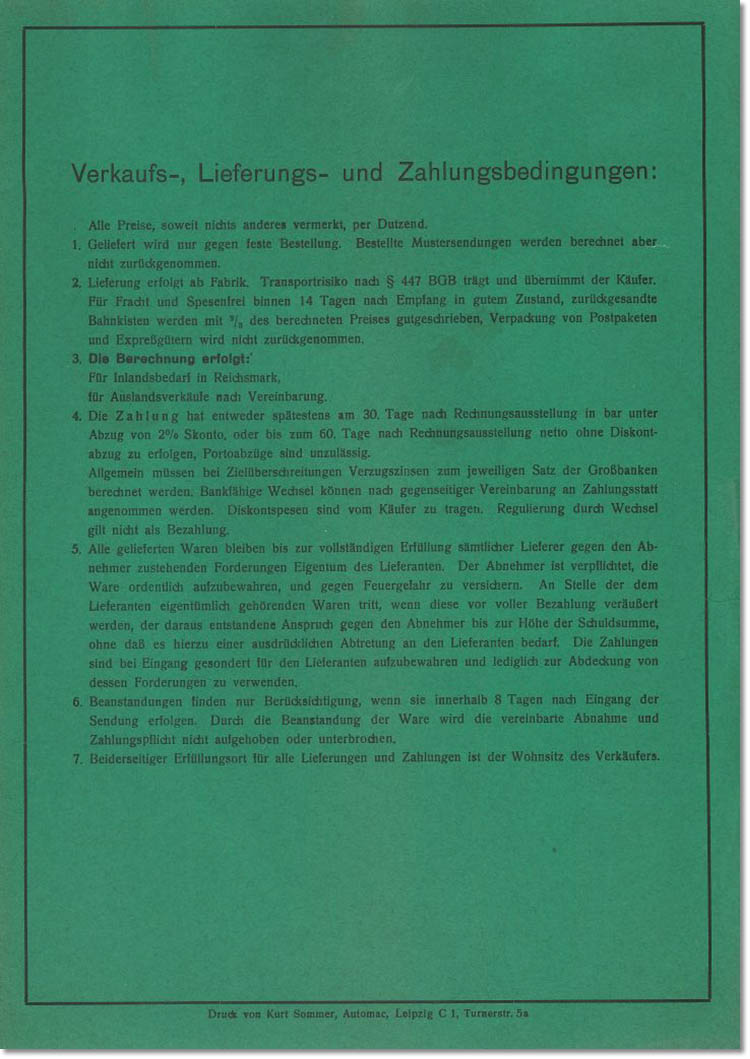 Verkaufs-, Lieferungs- und Zahlungsbedingungen:
Alle Preise, soweit nichts anderes vermerkt, per Dutzend.
1. Geliefert wird nur gegen feste Bestellung. Bestellte Mustersendungen werden berechnet aber
nicht zurückgenommen.
2. Lieferung erfolgt ab Fabrik. Transportrisiko nach § 447 BGB trägt und übernimmt der Käufer.
Für Fracht und Spesenfrei binnen 14 Tagen nach Empfang in gutem Zustand, zurückgesandte
Bahnkisten werden mit des berechneten Preises gutgeschrieben, Verpackung von Postpaketen
und Expreßgütern wird nicht zurückgenommen.
3. Die Berechnung erfolgt:
Für Inlandsbedarf in Reichsmark,
für Auslandsverkäufe nach Vereinbarung.
4. Die Zahlung hat entweder spätestens am 30. Tage nach Rechnungsausstellung in bar unter
Abzug von 2% Skonto, oder bis zum 60. Tage nach Rechnungsausstellung netto ohne Diskont-
abzug zu erfolgen, Portoabzüge sind unzulässig.
Allgemein müssen bei Zielüberschreitungen Verzugszinsen zum jeweiligen Satz der Großbanken
berechnet werden. Bankfähige Wechsel können nach gegenseitiger Vereinbarung an Zahlungsstatt
angenommen werden. Diskontspesen sind vom Käufer zu tragen. Regulierung durch Wechsel
gilt nicht als Bezahlung.
5. Alle gelieferten Waren bleiben bis zur vollständigen Erfüllung sämtlicher Lieferer gegen den Ab-
nehmer zustehenden Forderungen Eigentum des Lieferanten. Der Abnehmer ist verpflichtet, die
Ware ordentlich aufzubewahren, und gegen Feuergefahr zu versichern. An Stelle der dem
Lieferanten eigentümlich gehörenden Waren tritt, wenn diese vor voller Bezahlung veräußert
werden, der daraus entstandene Anspruch gegen den Abnehmer bis zur Höhe der Schuldsumme,
ohne daß es hierzu einer ausdrücklichen Abtretung an den Lieferanten bedarf. Die Zahlungen
sind bei Eingang gesondert für den Lieferanten aufzubewahren und lediglich zur Abdeckung von
dessen Forderungen zu verwenden.
6. Beanstandungen finden nur Berücksichtigung, wenn sie innerhalb 8 Tagen nach Eingang der
Sendung erfolgen. Durch die Beanstandung der Ware wird die vereinbarte Abnahme und
Zahlungspflicht nicht aufgehoben oder unterbrochen.
7. Beiderseitiger Erfüllungsort für alle Lieferungen und Zahlungen ist der Wohnsitz des Verkäufers.
Druck von Kurt Sommer, Automac, Leipzig C 1, Turnerstr. 5a